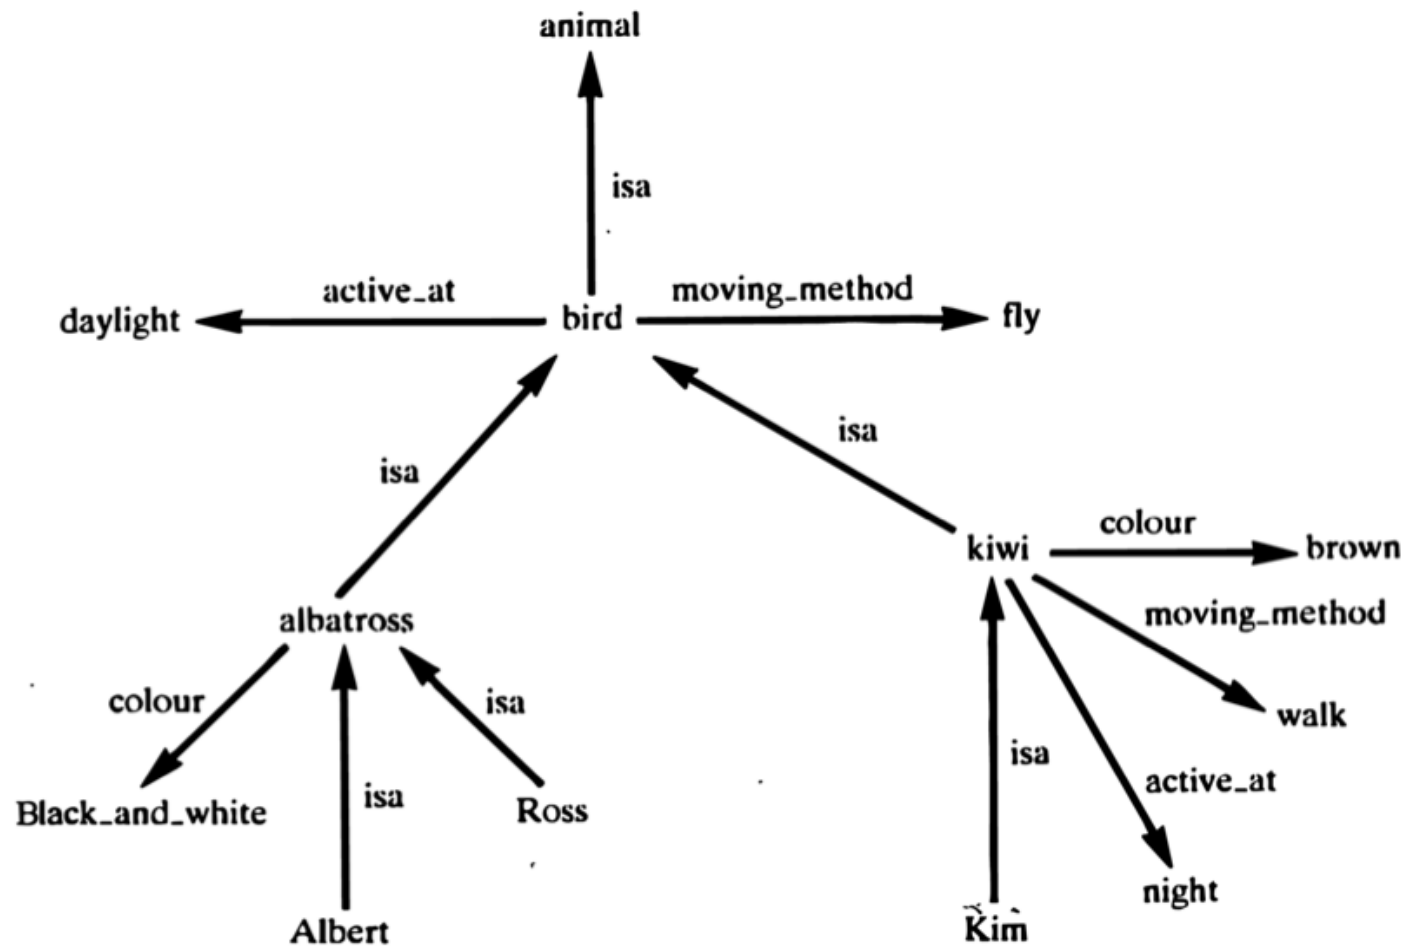 animal
isa
active_at
moving_method
daylight
bird
fly
isa
isa
colour
kiwi
brown
albatross
moving_method
colour
isa
walk
isa
active_at
isa
Black_and_white
Ross
night
Albert
Kim